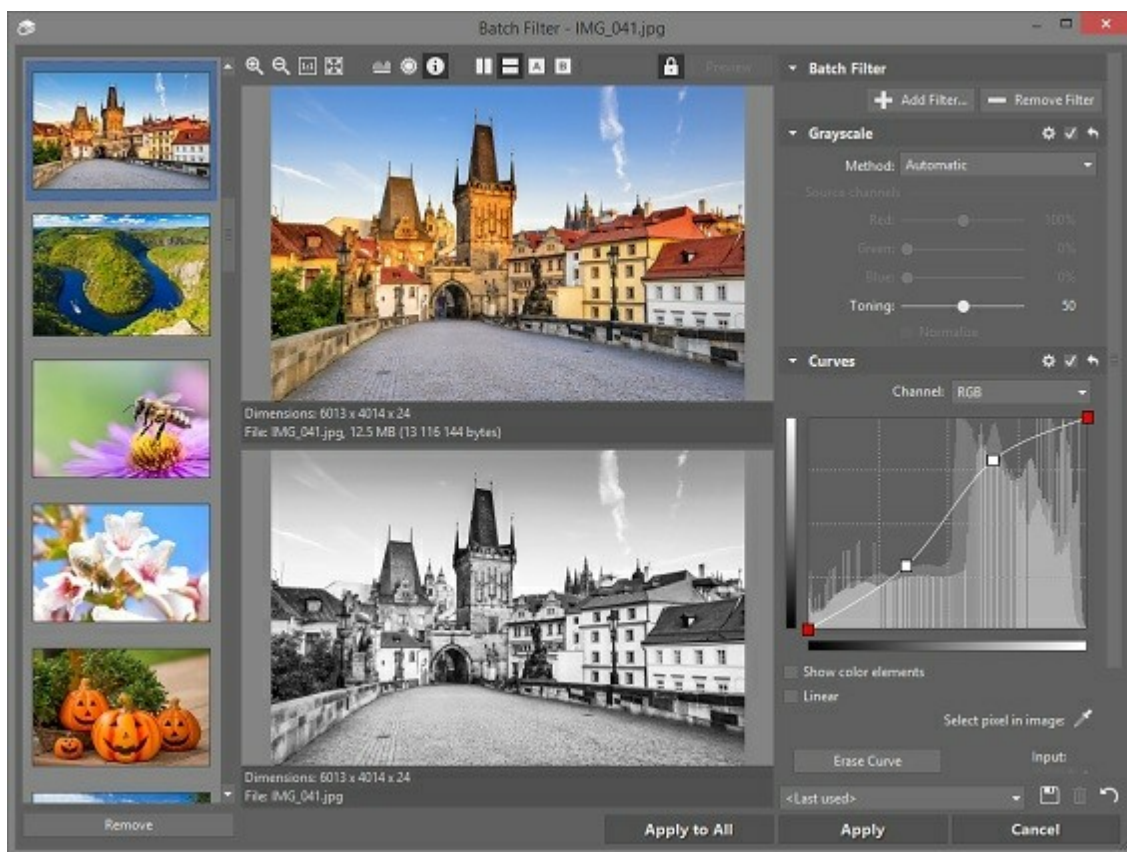 Batch Filter - IMG_041.jpg
1:1
A
B
Preview
Dimensions: 6013 x 4014 x 24
File: IMG_041.jpg, 12.5 MB (13 116 144 bytes)
Dimensions: 6013 x 4014 x 24
File: IMG_041.jpg
Remove
Batch Filter
Add Filter...
Remove Filter
Grayscale
Method: Automatic
Source channels
Red: 100%
Green: 0%
Blue: 0%
Toning: 50
Normalize
Curves
Channel: RGB
Show color elements
Linear
Select pixel in image:
Erase Curve
Input:
<Last used>
Apply to All
Apply
Cancel